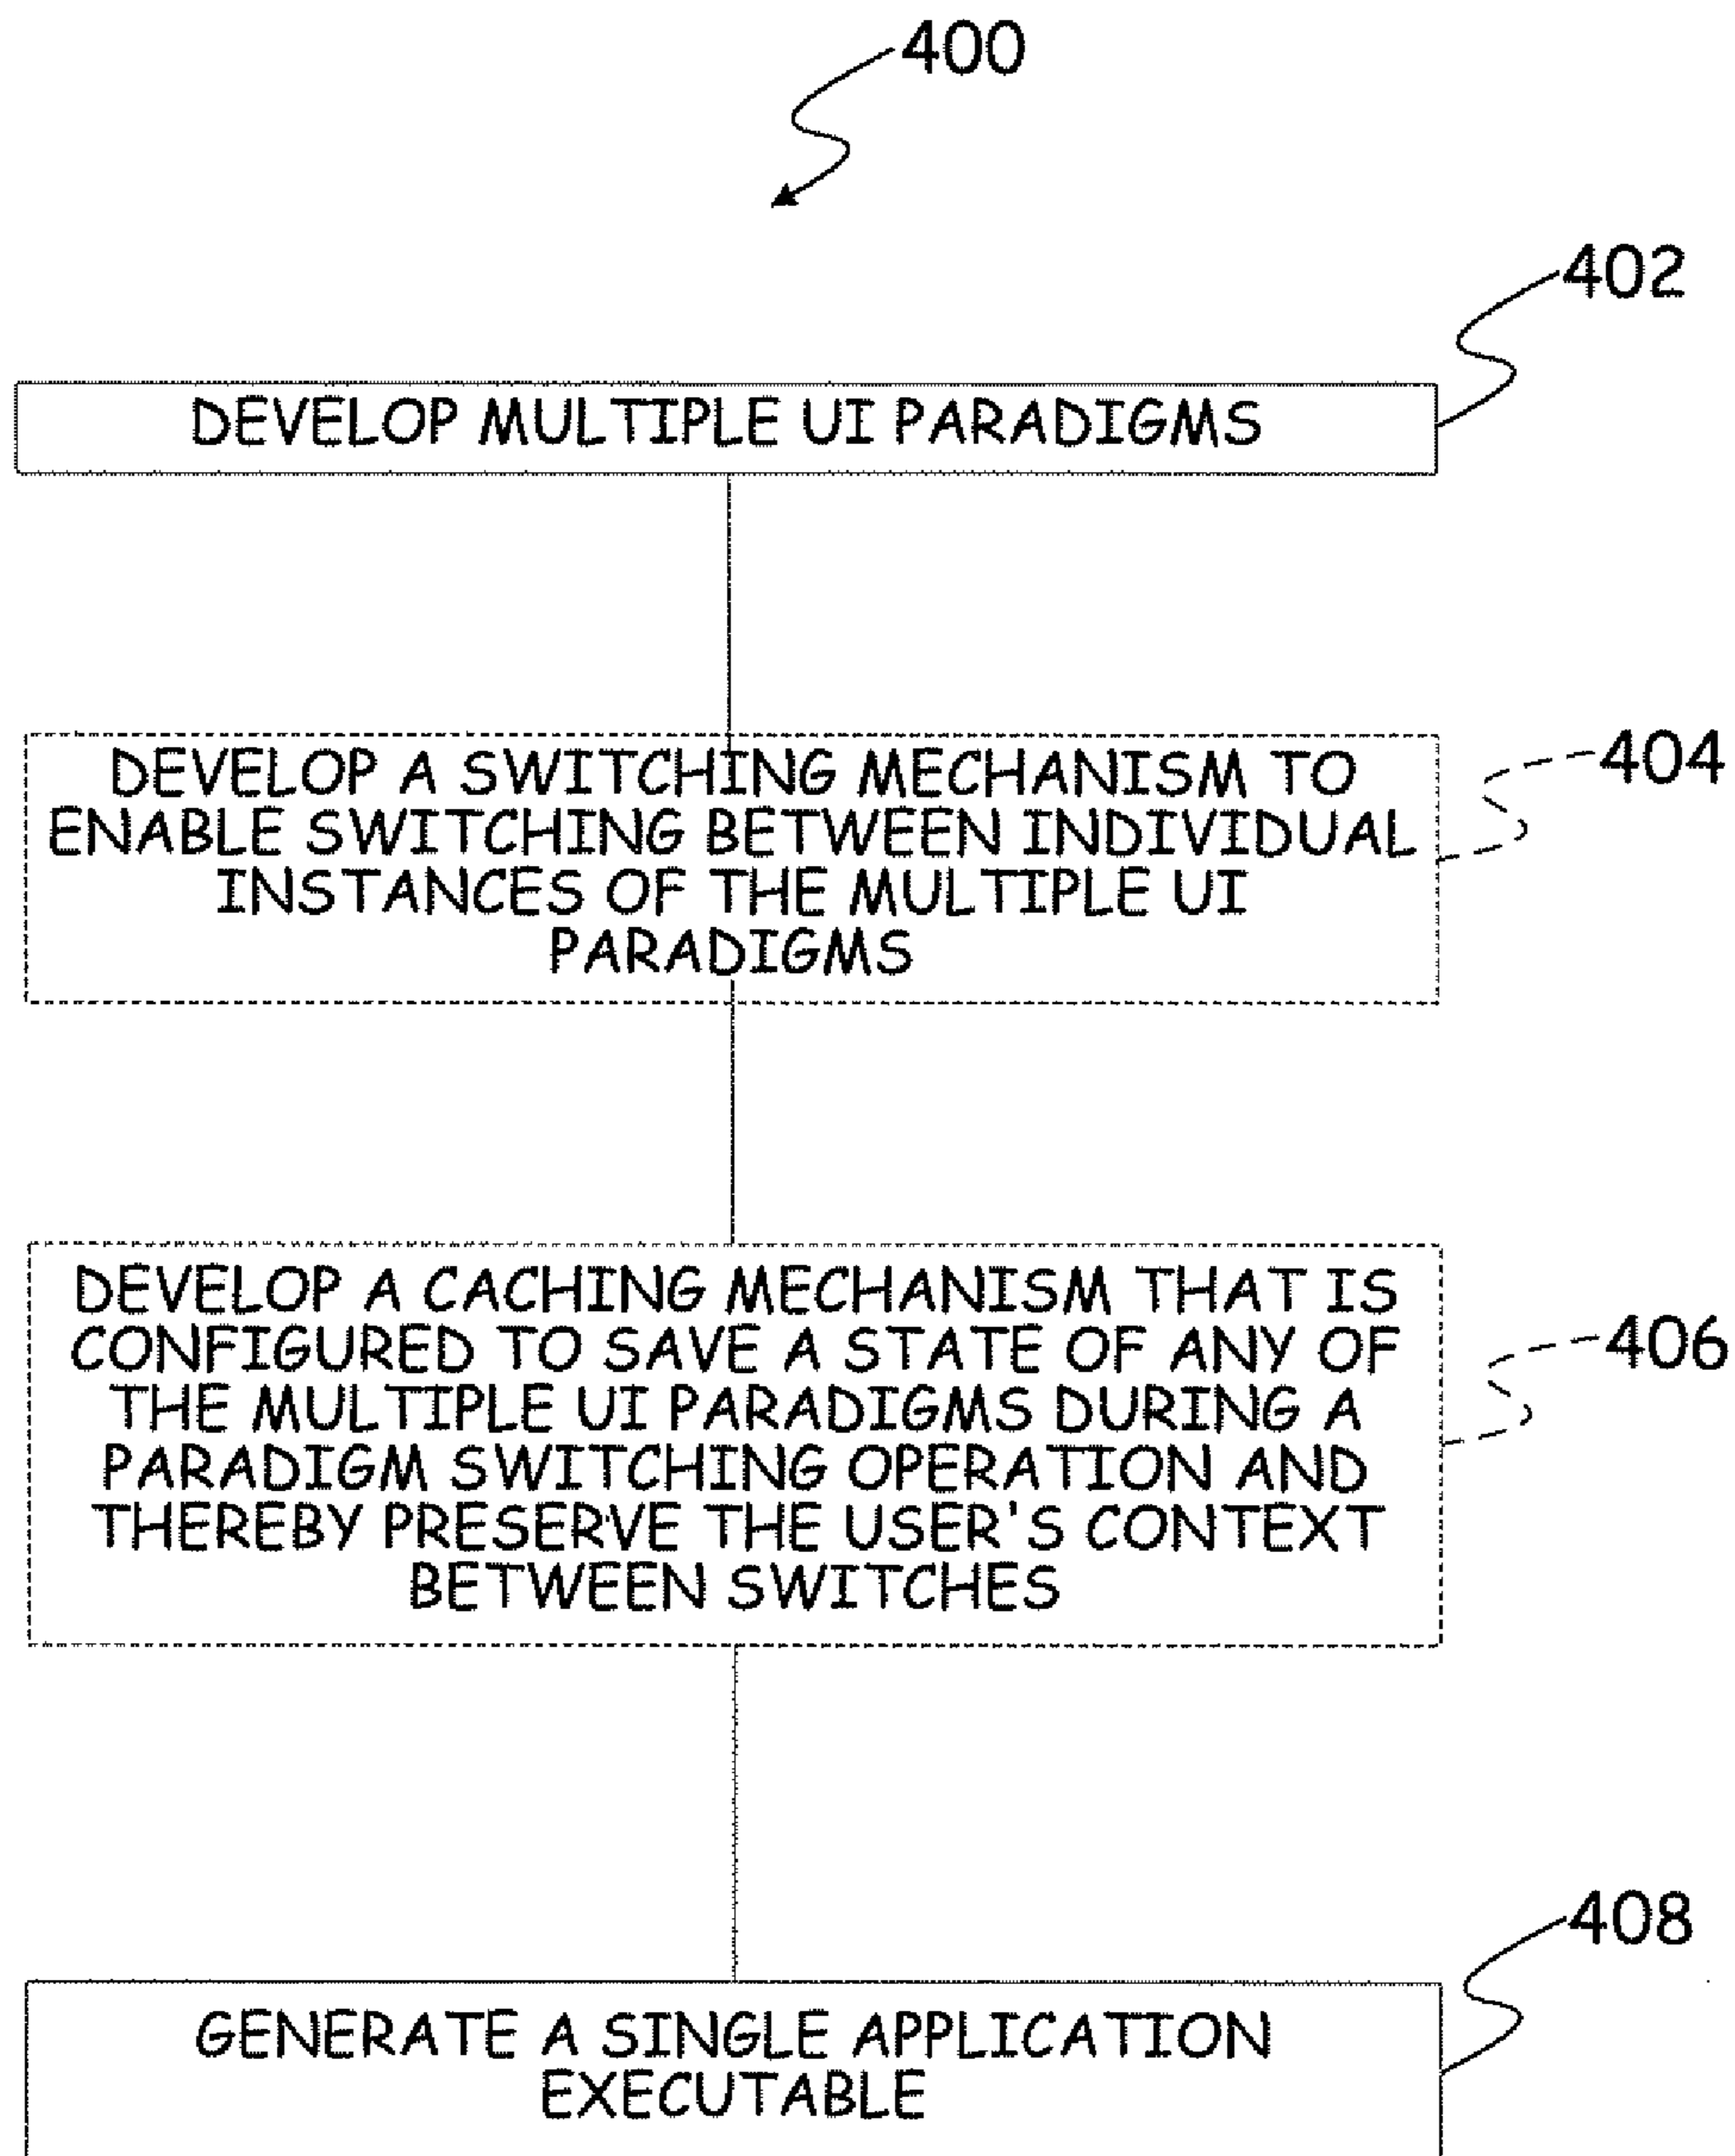 400
402
DEVELOP MULTIPLE UI PARADIGMS
404
DEVELOP A SWITCHING MECHANISM TO
ENABLE SWITCHING BETWEEN INDIVIDUAL
INSTANCES OF THE MULTIPLE UI
PARADIGMS
DEVELOP A CACHING MECHANISM THAT IS
CONFIGURED TO SAVE A STATE OF ANY OF
406
THE MULTIPLE UI PARADIGMS DURING A
PARADIGM SWITCHING OPERATION AND
THEREBY PRESERVE THE USER'S CONTEXT
BETWEEN SWITCHES
408
GENERATE A SINGLE APPLICATION
EXECUTABLE